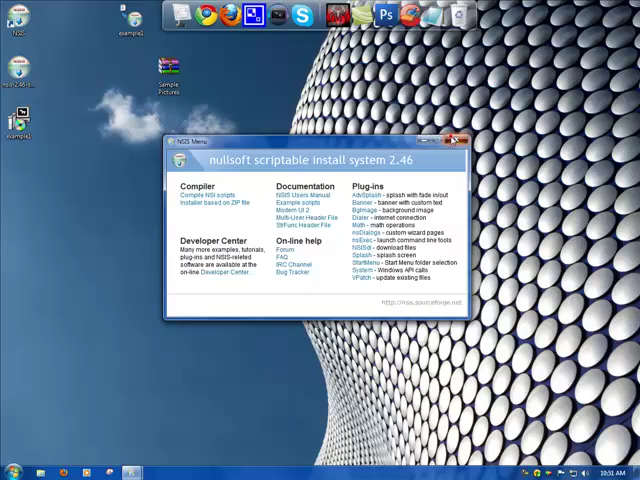 NSIS
example1
nsis-2.46-s...
Sample
Pictures
example1
Ps
NSIS Menu
nullsoft scriptable install system 2.46
Compiler
Compile NSI scripts
Installer based on ZIP file
Developer Center
Many more examples, tutorials,
plug-ins and NSIS-releted
software are available at the
on-line Developer Center.
Documentation
NSIS Users Manual
Example scripts
Modern UI 2
Multi-User Header File
StrFunc Header File
On-line help
Forum
FAQ
IRC Channel
Bug Tracker
Plug-ins
AdvSplash - splash with fade in/out
Banner - banner with custom text
BgImage - background image
Dialer - internet connection
Math - math operations
nsDialogs - custom wizard pages
nsExec - launch command line tools
NSISdl - download files
Splash - splash screen
StartMenu - Start Menu folder selection
System - Windows API calls
VPatch - update existing files
http://nsis.sourceforge.net
10:51 AM